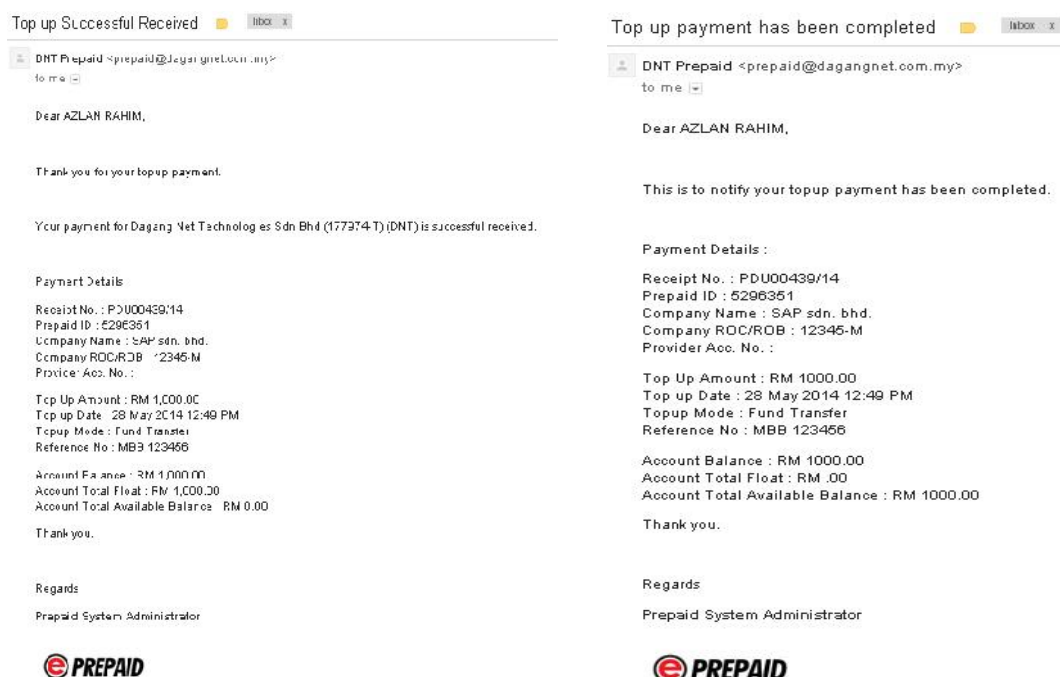 Top up Successful Received
Inbox x
DNT Prepaid <prepaid@dagangnet.com.my>
to me
Dear AZLAN RAHIM,
Thank you for your topup payment.
Your payment for Dagang Net Technologies Sdn Bhd (177974-T) (DNT) is successful received.
Payment Details
Receipt No. : PDU00439/14
Prepaid ID : 5296351
Company Name : SAP sdn. bhd.
Company ROC/ROB : 12345-M
Provider Acc. No. :
Top Up Amount : RM 1,000.00
Top up Date : 28 May 2014 12:49 PM
Topup Mode : Fund Transfer
Reference No : MBB 123456
Account Balance : RM 1,000.00
Account Total Float : RM 1,000.00
Account Total Available Balance : RM 0.00
Thank you.
Regards
Prepaid System Administrator
e PREPAID
Top up payment has been completed
Inbox x
DNT Prepaid <prepaid@dagangnet.com.my>
to me
Dear AZLAN RAHIM,
This is to notify your topup payment has been completed.
Payment Details :
Receipt No. : PDU00439/14
Prepaid ID : 5296351
Company Name : SAP sdn. bhd.
Company ROC/ROB : 12345-M
Provider Acc. No. :
Top Up Amount : RM 1000.00
Top up Date : 28 May 2014 12:49 PM
Topup Mode : Fund Transfer
Reference No : MBB 123456
Account Balance : RM 1000.00
Account Total Float : RM .00
Account Total Available Balance : RM 1000.00
Thank you.
Regards
Prepaid System Administrator
e PREPAID